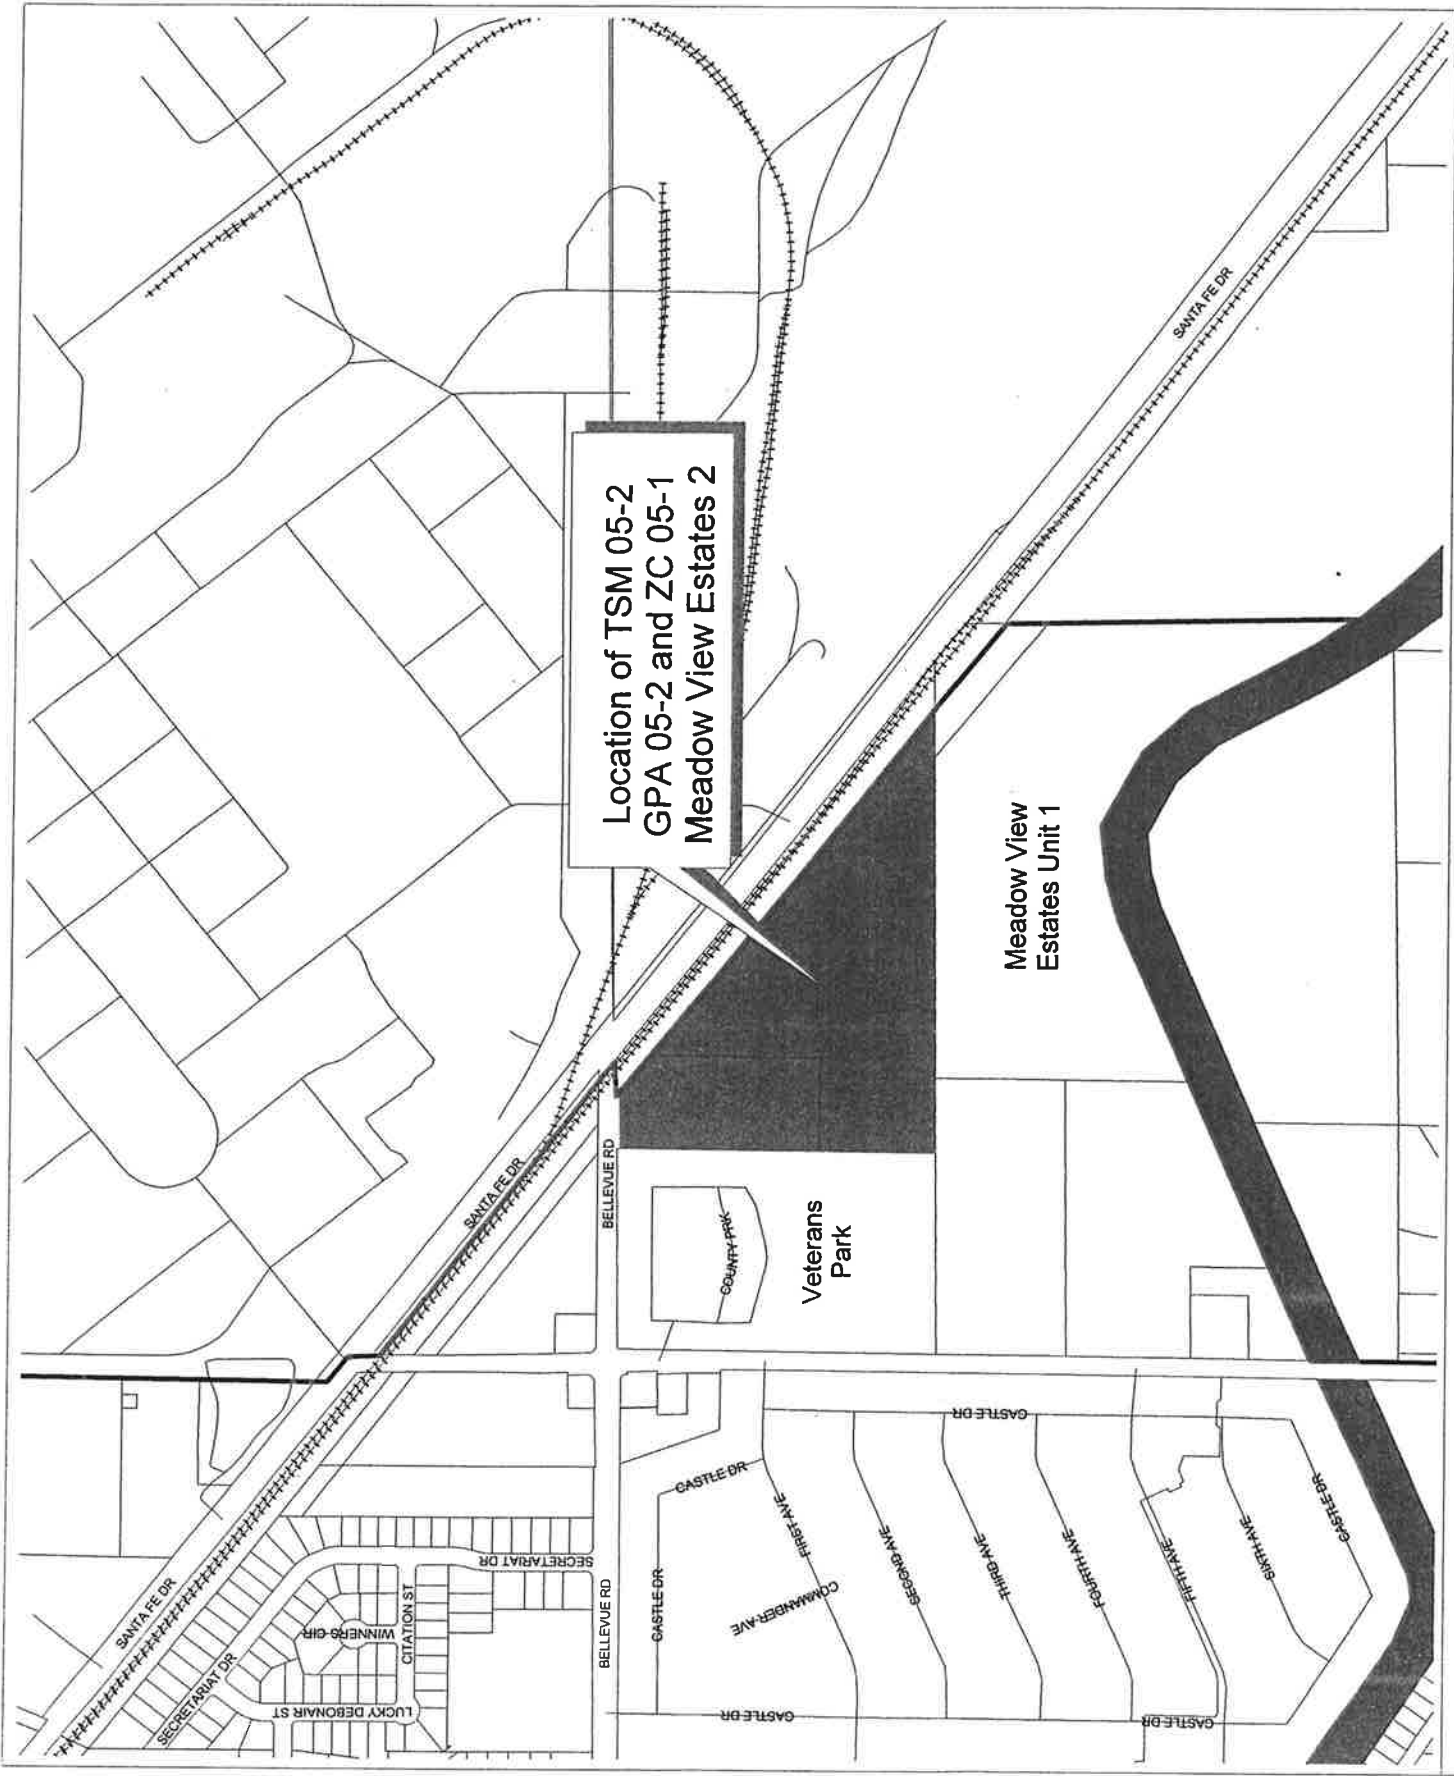 Location of TSM 05-2
GPA 05-2 and ZC 05-1
Meadow View Estates 2
SANTA FE DR
Meadow View
Estates Unit 1
BELLEVUE RD
SANTA FE DR
COUNTY PRK
Veterans
Park
CASTLE DR
CASTLE DR
FIRST AVE
SECOND AVE
THIRD AVE
FOURTH AVE
FIFTH AVE
SIXTH AVE
CASTLE DR
COMMANDER AVE
CASTLE DR
BELLEVUE RD
SECRETARIAT DR
CITATION ST
WINNERS CIR
SANTA FE DR
SECRETARIAT DR
LUCKY DEBONAIR ST
CASTLE DR
CASTLE DR